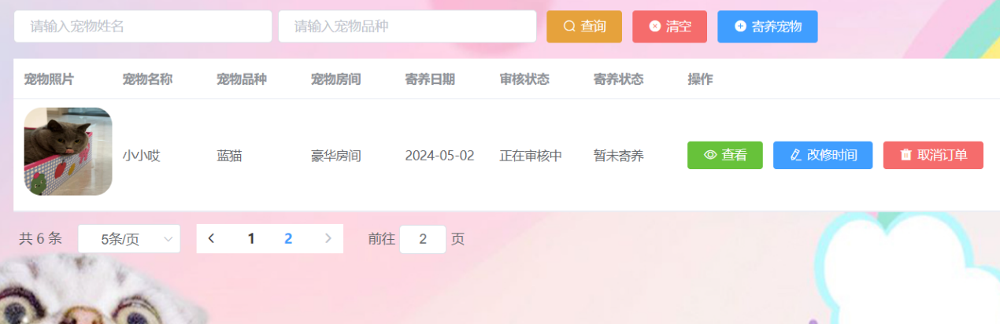 请输入宠物姓名 请输入宠物品种 查询 清空 寄养宠物
宠物照片 宠物名称 宠物品种 宠物房间 寄养日期 审核状态 寄养状态 操作
小小哎 蓝猫 豪华房间 2024-05-02 正在审核中 暂未寄养 查看 改修时间 取消订单
共 6 条 5条/页 1 2 前往 2 页